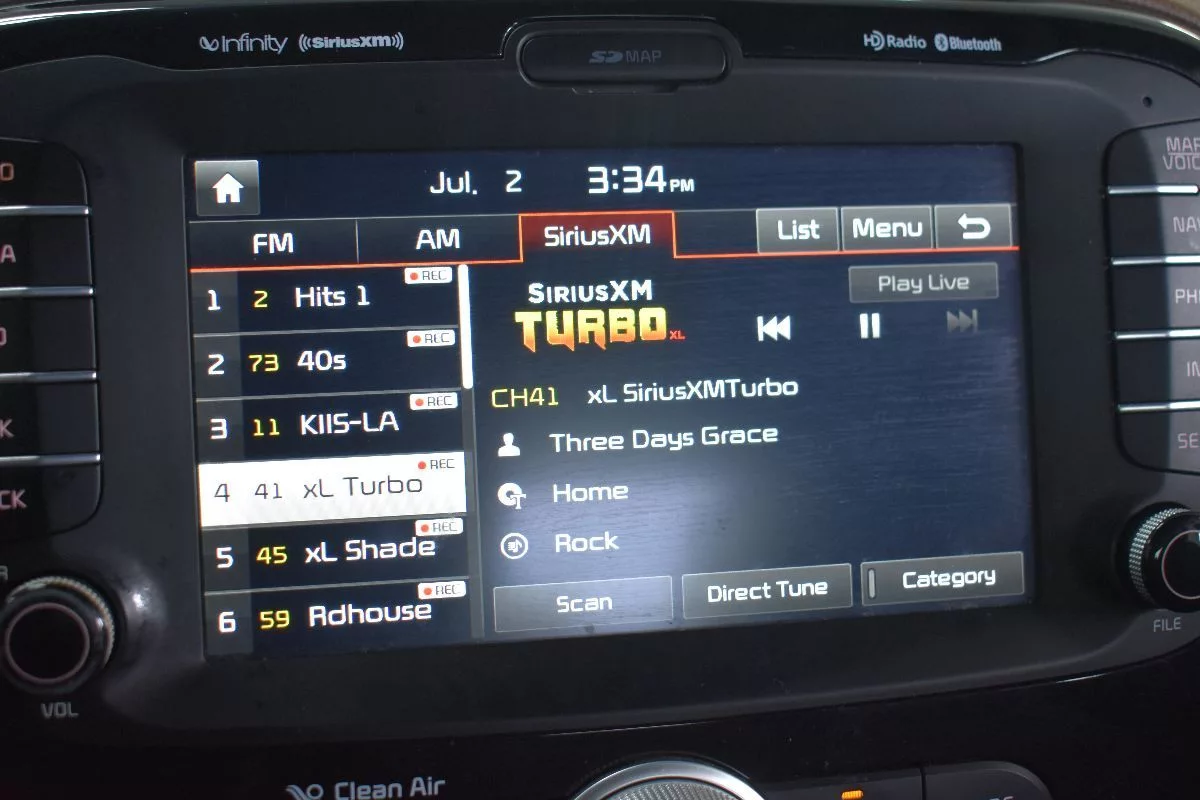 Infinity ((SiriusXM))
SD MAP
HD Radio Bluetooth
Jul. 2 3:34 PM
FM AM SiriusXM List Menu
1 2 Hits 1 REC
2 73 40s REC
3 11 KIIS-LA REC
4 41 xL Turbo REC
5 45 xL Shade REC
6 59 Rdhouse REC
SIRIUSXM
TURBO XL
Play Live
CH41 xL SiriusXMTurbo
Three Days Grace
Home
Rock
Scan Direct Tune Category
VOL
FILE
Clean Air